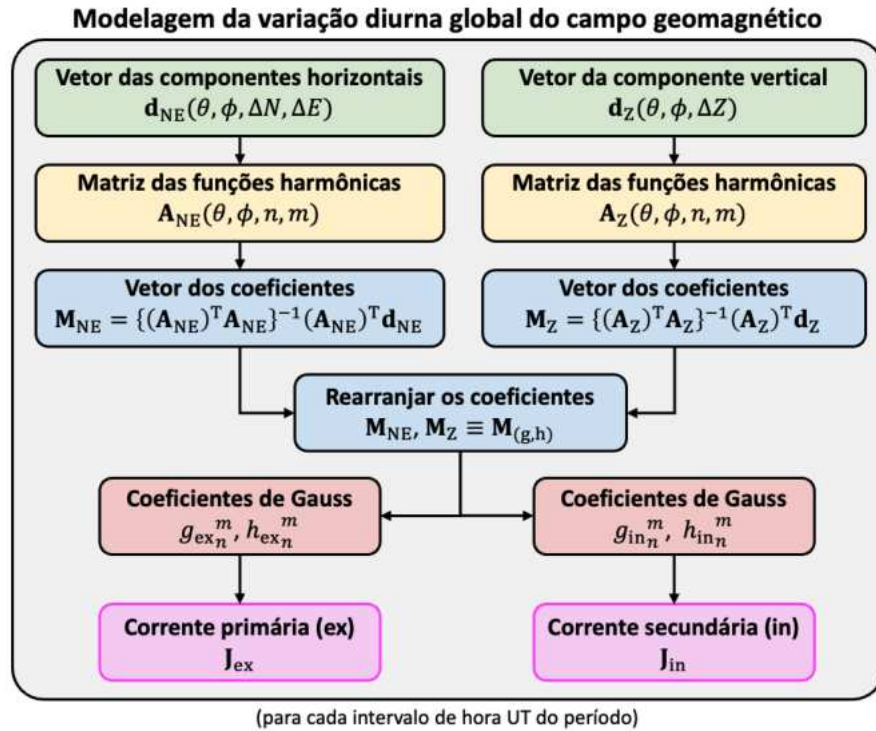 Modelagem da variação diurna global do campo geomagnético
Vetor das componentes horizontais
𝐝_NE(θ, ϕ, ΔN, ΔE)
Vetor da componente vertical
𝐝_Z(θ, ϕ, ΔZ)
Matriz das funções harmônicas
𝐀_NE(θ, ϕ, n, m)
Matriz das funções harmônicas
𝐀_Z(θ, ϕ, n, m)
Vetor dos coeficientes
𝐌_NE = {(𝐀_NE)^T 𝐀_NE}^−1 (𝐀_NE)^T 𝐝_NE
Vetor dos coeficientes
𝐌_Z = {(𝐀_Z)^T 𝐀_Z}^−1 (𝐀_Z)^T 𝐝_Z
Rearranjar os coeficientes
𝐌_NE, 𝐌_Z ≡ 𝐌_(g,h)
Coeficientes de Gauss
g_ex_n^m, h_ex_n^m
Coeficientes de Gauss
g_in_n^m, h_in_n^m
Corrente primária (ex)
𝐉_ex
Corrente secundária (in)
𝐉_in
(para cada intervalo de hora UT do período)